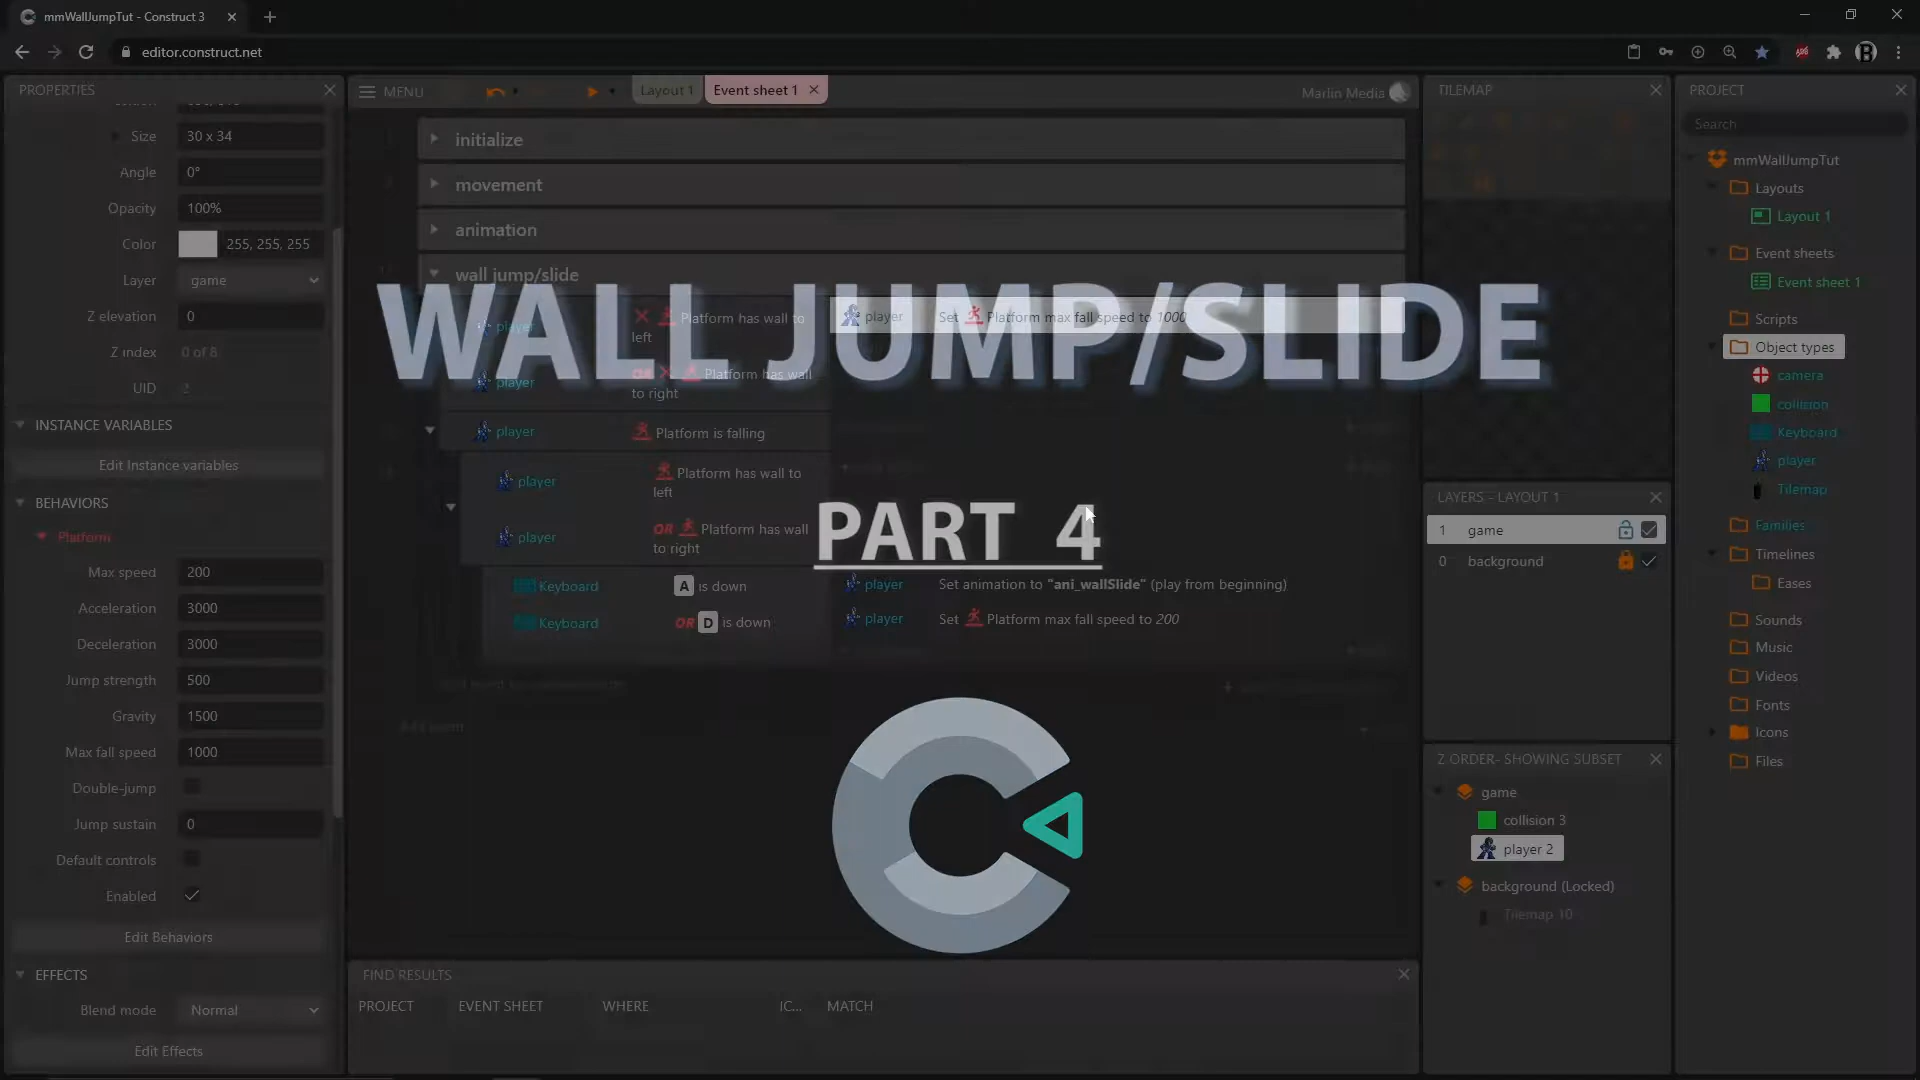 mmWallJumpTut - Construct 3
editor.construct.net
PROPERTIES
Size 30 x 34
Angle 0°
Opacity 100%
Color 255, 255, 255
Layer game
Z elevation 0
Z index 0 of 8
UID 2
INSTANCE VARIABLES
Edit Instance variables
BEHAVIORS
Platform
Max speed 200
Acceleration 3000
Deceleration 3000
Jump strength 500
Gravity 1500
Max fall speed 1000
Double-jump
Jump sustain 0
Default controls
Enabled
Edit Behaviors
EFFECTS
Blend mode Normal
Edit Effects
MENU
Layout 1
Event sheet 1
Marlin Media
initialize
movement
animation
wall jump/slide
WALL JUMP/SLIDE
player Platform has wall to left
player Set Platform max fall speed to 1000
player OR Platform has wall to right
player Platform is falling
player Platform has wall to left
player OR Platform has wall to right
PART 4
Keyboard A is down
player Set animation to "ani_wallSlide" (play from beginning)
Keyboard OR D is down
player Set Platform max fall speed to 200
FIND RESULTS
PROJECT EVENT SHEET WHERE IC... MATCH
TILEMAP
LAYERS - LAYOUT 1
1 game
0 background
Z ORDER- SHOWING SUBSET
game
collision 3
player 2
background (Locked)
Tilemap 10
PROJECT
Search
mmWallJumpTut
Layouts
Layout 1
Event sheets
Event sheet 1
Scripts
Object types
camera
collision
Keyboard
player
Tilemap
Families
Timelines
Eases
Sounds
Music
Videos
Fonts
Icons
Files